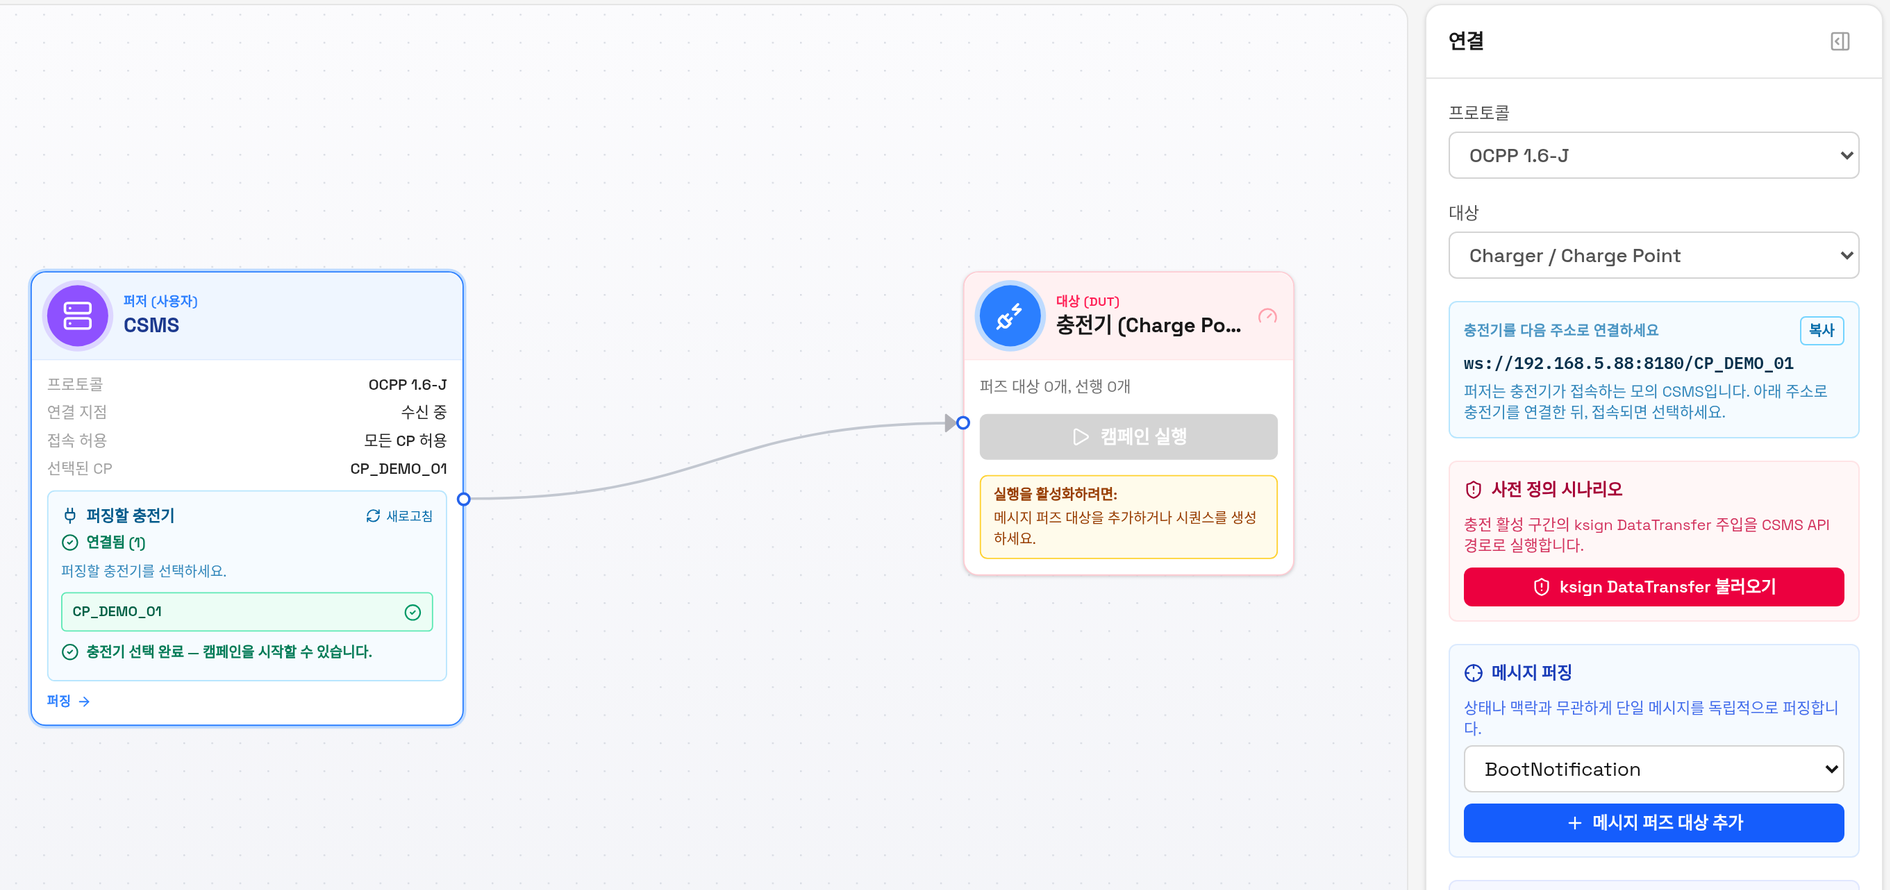 퍼저 (사용자)
CSMS
프로토콜 OCPP 1.6-J
연결 지점 수신 중
접속 허용 모든 CP 허용
선택된 CP CP_DEMO_01
퍼징할 충전기 새로고침
연결됨 (1)
퍼징할 충전기를 선택하세요.
CP_DEMO_01
충전기 선택 완료 — 캠페인을 시작할 수 있습니다.
퍼징 →
대상 (DUT)
충전기 (Charge Po...
퍼즈 대상 0개, 선행 0개
캠페인 실행
실행을 활성화하려면:
메시지 퍼즈 대상을 추가하거나 시퀀스를 생성
하세요.
연결
프로토콜
OCPP 1.6-J
대상
Charger / Charge Point
충전기를 다음 주소로 연결하세요 복사
ws://192.168.5.88:8180/CP_DEMO_01
퍼저는 충전기가 접속하는 모의 CSMS입니다. 아래 주소로
충전기를 연결한 뒤, 접속되면 선택하세요.
사전 정의 시나리오
충전 활성 구간의 ksign DataTransfer 주입을 CSMS API
경로로 실행합니다.
ksign DataTransfer 불러오기
메시지 퍼징
상태나 맥락과 무관하게 단일 메시지를 독립적으로 퍼징합니
다.
BootNotification
+ 메시지 퍼즈 대상 추가